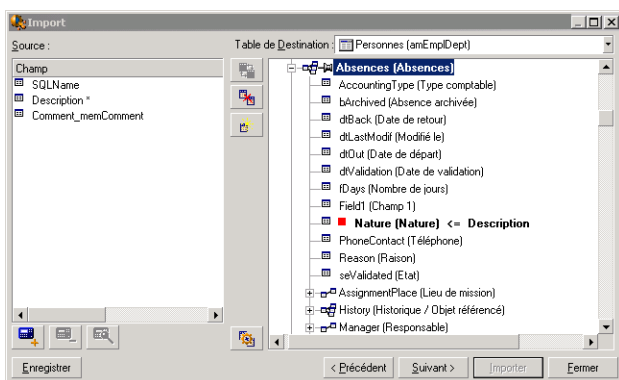 Import
Source : Table de Destination : Personnes (amEmplDept)
Champ
SQLName
Description *
Comment_memComment
Absences (Absences)
AccountingType (Type comptable)
bArchived (Absence archivée)
dtBack (Date de retour)
dtLastModif (Modifié le)
dtOut (Date de départ)
dtValidation (Date de validation)
fDays (Nombre de jours)
Field1 (Champ 1)
Nature (Nature) <= Description
PhoneContact (Téléphone)
Reason (Raison)
seValidated (Etat)
AssignmentPlace (Lieu de mission)
History (Historique / Objet référencé)
Manager (Responsable)
Enregistrer < Précédent Suivant > Importer Fermer